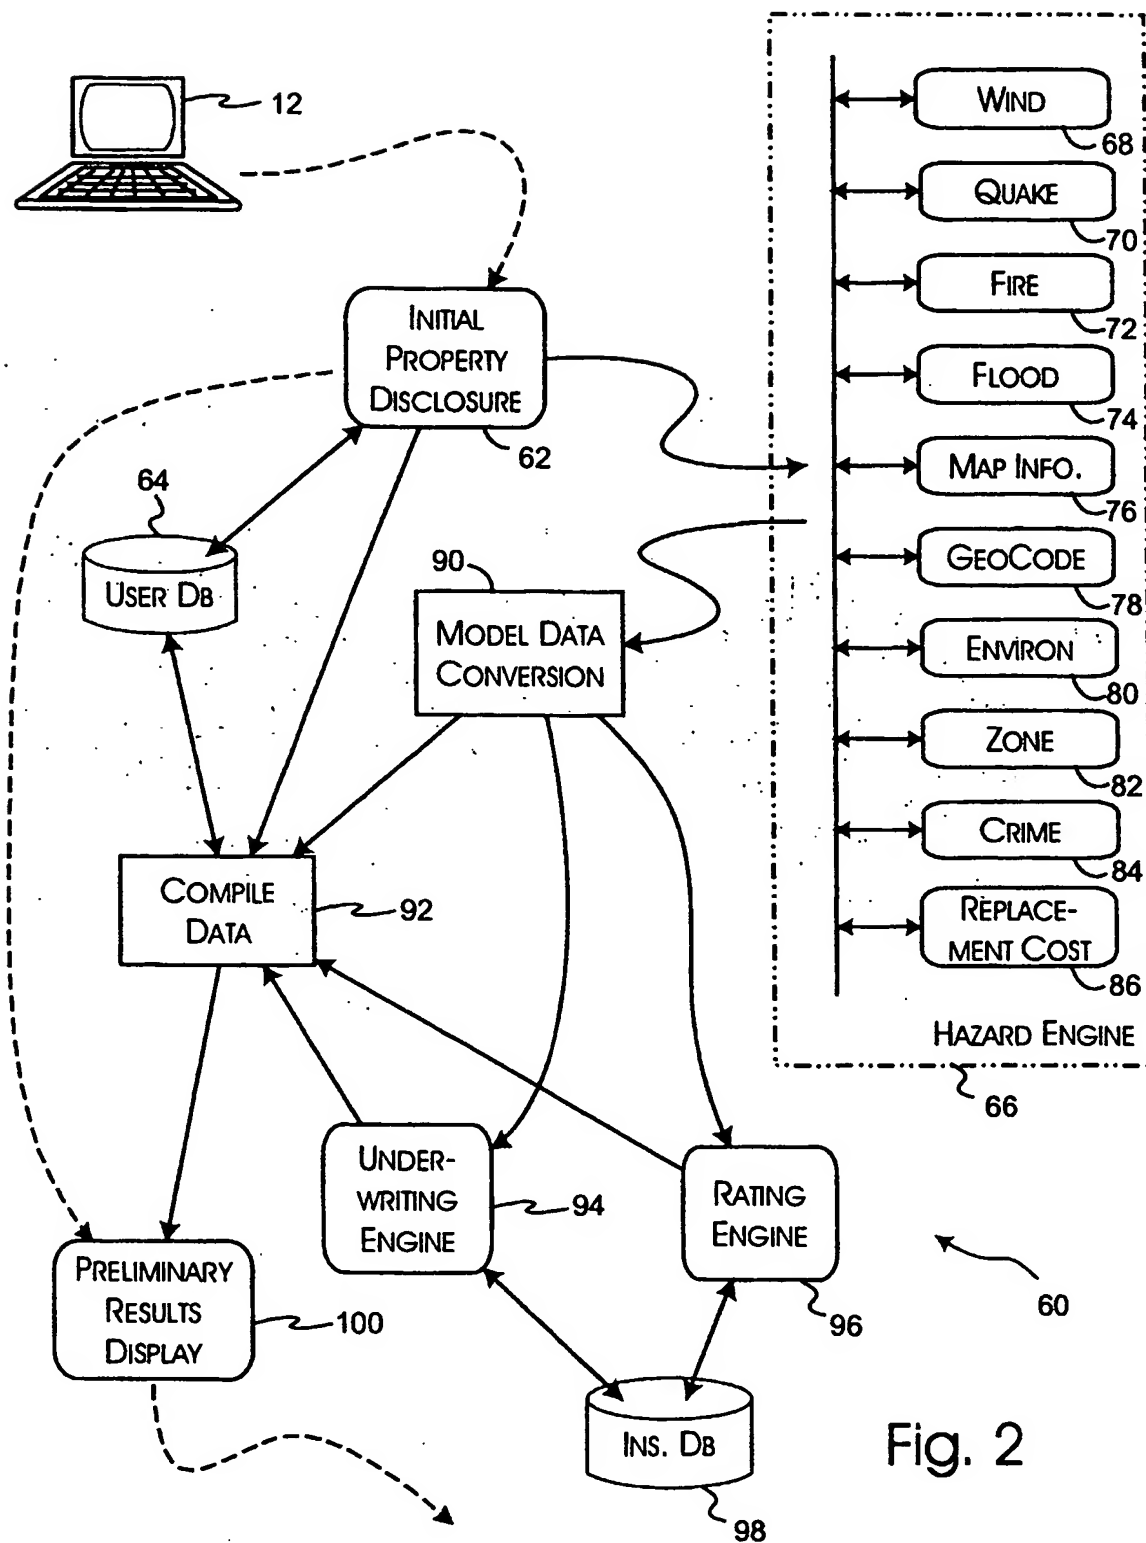 12
WIND
68
QUAKE
70
FIRE
72
FLOOD
74
MAP INFO.
76
GEOCODE
78
ENVIRON
80
ZONE
82
CRIME
84
REPLACE-
MENT COST
86
HAZARD ENGINE
66
INITIAL
PROPERTY
DISCLOSURE
62
64
USER DB
90
MODEL DATA
CONVERSION
COMPILE
DATA
92
UNDER-
WRITING
ENGINE
94
RATING
ENGINE
96
60
PRELIMINARY
RESULTS
DISPLAY
100
INS. DB
98
Fig. 2